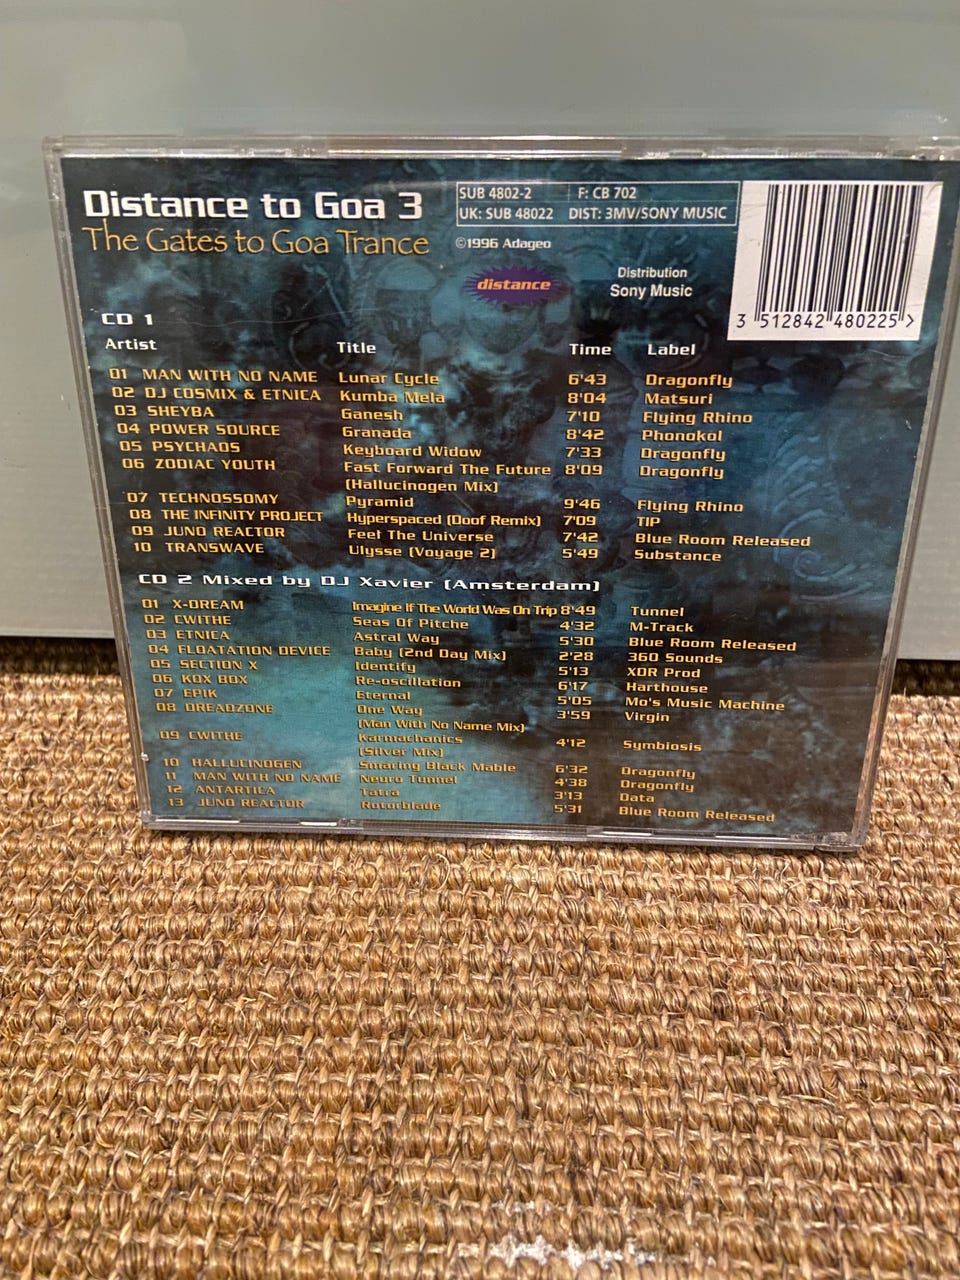 Distance to Goa 3
The Gates to Goa Trance
SUB 4802-2 F: CB 702
UK: SUB 48022 DIST: 3MV/SONY MUSIC
©1996 Adageo
distance
Distribution
Sony Music
3 512842 480225 >
CD 1
Artist Title Time Label
01 MAN WITH NO NAME Lunar Cycle 6'43 Dragonfly
02 DJ COSMIX & ETNICA Kumba Mela 8'04 Matsuri
03 SHEYBA Ganesh 7'10 Flying Rhino
04 POWER SOURCE Granada 8'42 Phonokol
05 PSYCHAOS Keyboard Widow 7'33 Dragonfly
06 ZODIAC YOUTH Fast Forward The Future 8'09 Dragonfly
(Hallucinogen Mix)
07 TECHNOSSOMY Pyramid 9'46 Flying Rhino
08 THE INFINITY PROJECT Hyperspaced (Doof Remix) 7'09 TIP
09 JUNO REACTOR Feel The Universe 7'42 Blue Room Released
10 TRANSWAVE Ulysse (Voyage 2) 5'49 Substance
CD 2 Mixed by DJ Xavier (Amsterdam)
01 X-DREAM Imagine If The World Was On Trip 8'49 Tunnel
02 CWITHE Seas Of Pitche 4'32 M-Track
03 ETNICA Astral Way 5'30 Blue Room Released
04 FLOATATION DEVICE Baby (2nd Day Mix) 2'28 360 Sounds
05 SECTION X Identify 5'13 XDR Prod
06 KOX BOX Re-oscillation 6'17 Harthouse
07 EPIK Eternal 5'05 Mo's Music Machine
08 DREADZONE One Way 3'59 Virgin
(Man With No Name Mix)
09 CWITHE Karmachanics 4'12 Symbiosis
(Silver Mix)
10 HALLUCINOGEN Smaring Black Mable 6'32 Dragonfly
11 MAN WITH NO NAME Neuro Tunnel 4'38 Dragonfly
12 ANTARTICA Tatra 3'13 Data
13 JUNO REACTOR Rotorblade 5'31 Blue Room Released